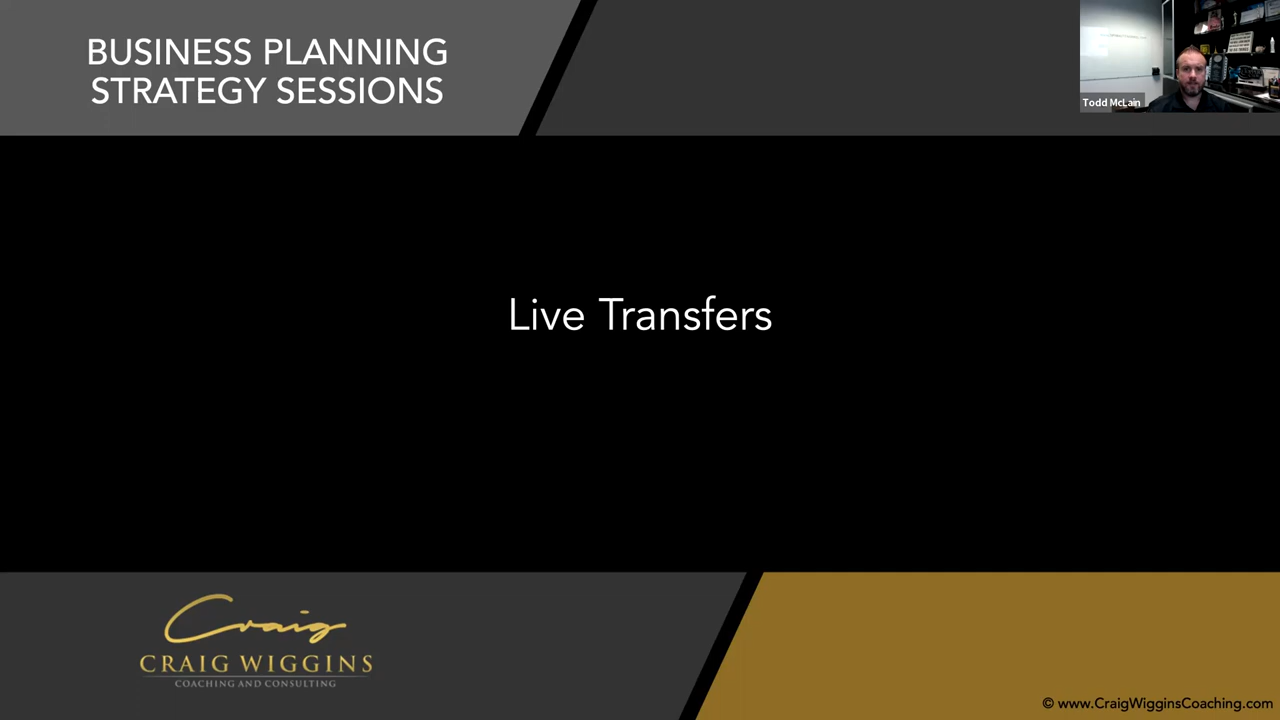 BUSINESS PLANNING
STRATEGY SESSIONS
Todd McLain
Live Transfers
Craig
CRAIG WIGGINS
COACHING AND CONSULTING
© www.CraigWigginsCoaching.com